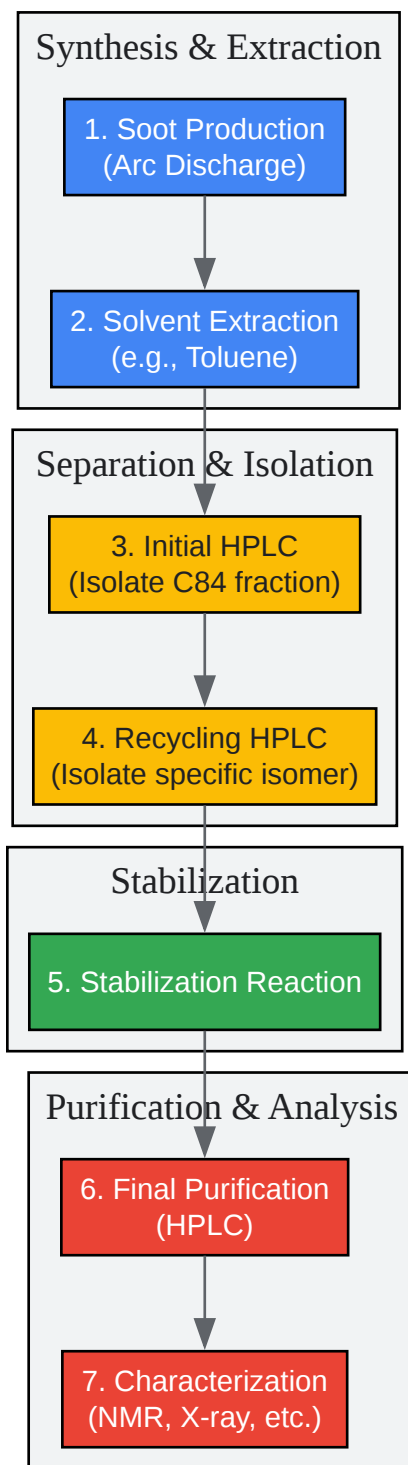 Synthesis & Extraction
1. Soot Production
(Arc Discharge)
2. Solvent Extraction
(e.g., Toluene)
Separation & Isolation
3. Initial HPLC
(Isolate C84 fraction)
4. Recycling HPLC
(Isolate specific isomer)
Stabilization
5. Stabilization Reaction
Purification & Analysis
6. Final Purification
(HPLC)
7. Characterization
(NMR, X-ray, etc.)